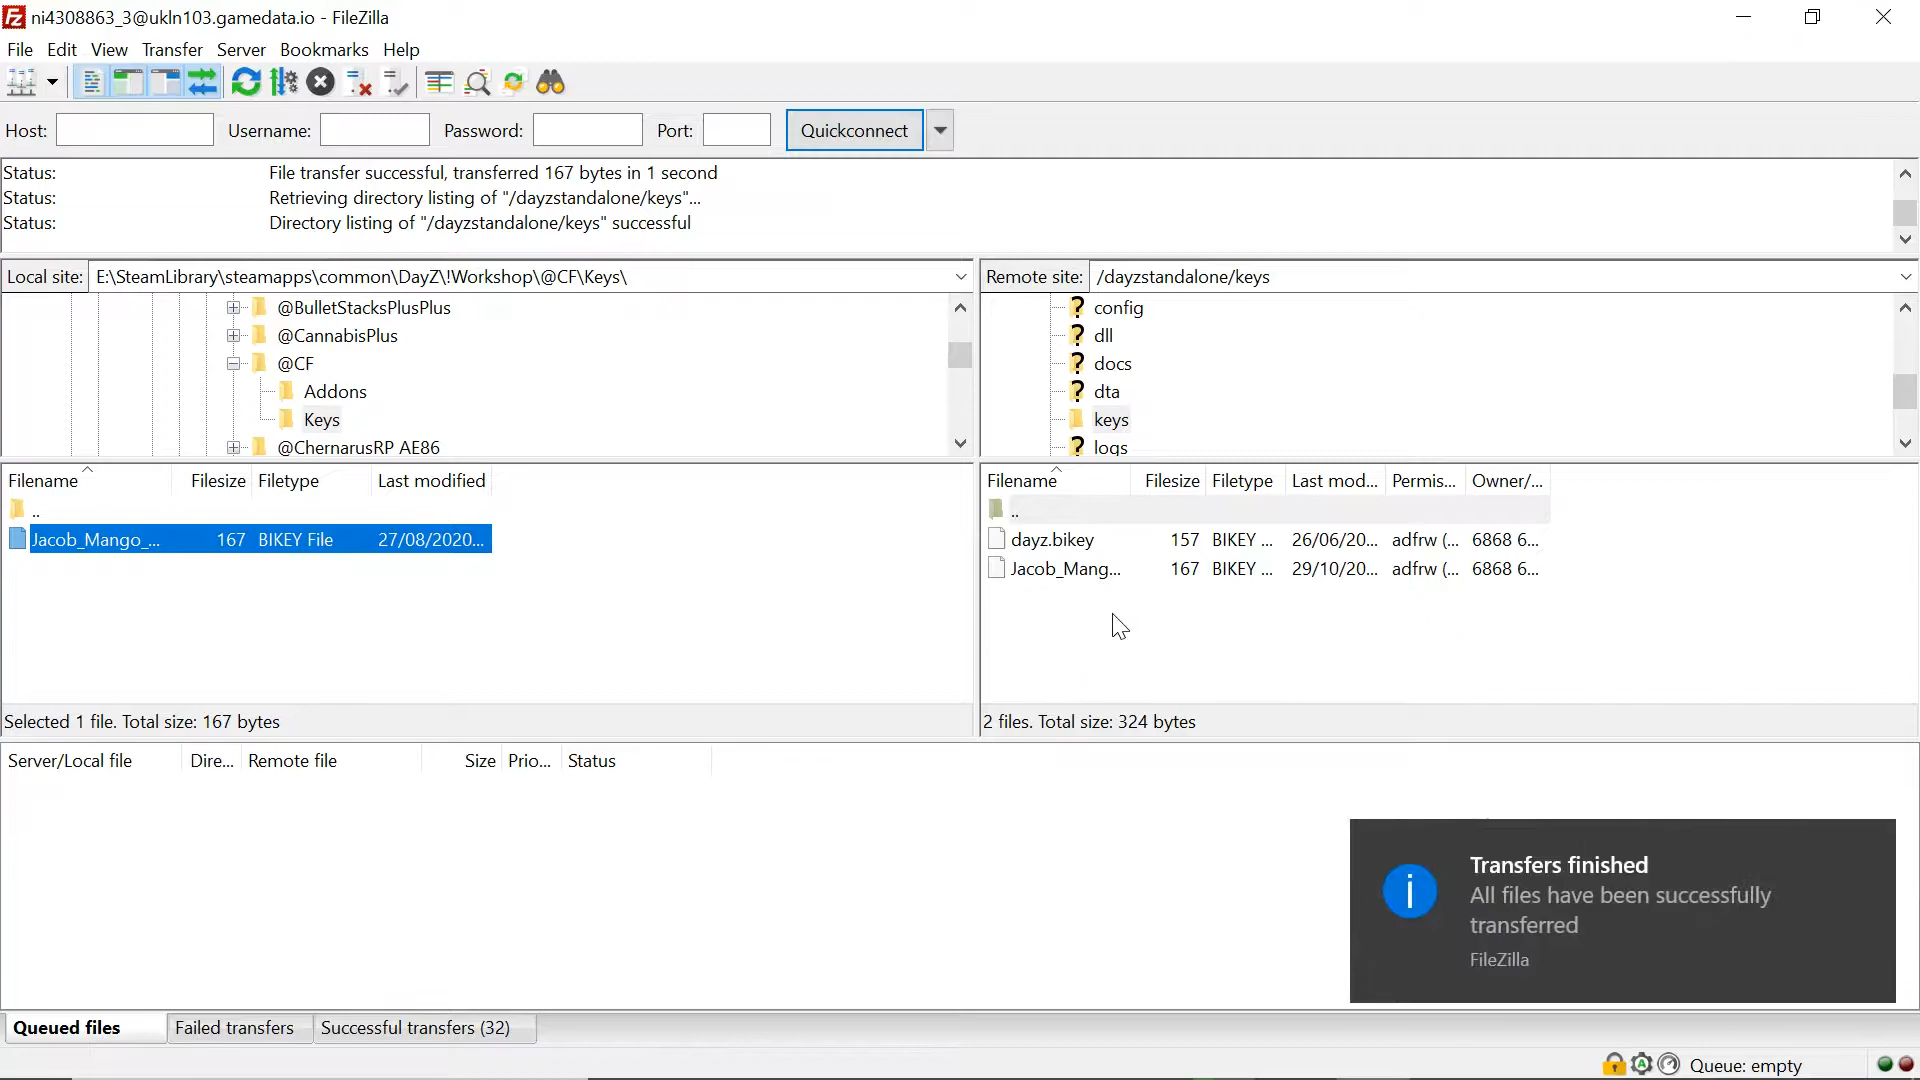 ni4308863_3@ukln103.gamedata.io - FileZilla
File Edit View Transfer Server Bookmarks Help
Host: Username: Password: Port: Quickconnect
Status: File transfer successful, transferred 167 bytes in 1 second
Status: Retrieving directory listing of "/dayzstandalone/keys"...
Status: Directory listing of "/dayzstandalone/keys" successful
Local site: E:\SteamLibrary\steamapps\common\DayZ\!Workshop\@CF\Keys\
@BulletStacksPlusPlus
@CannabisPlus
@CF
Addons
Keys
@ChernarusRP AE86
Remote site: /dayzstandalone/keys
config
dll
docs
dta
keys
logs
Filename Filesize Filetype Last modified
..
Jacob_Mango_... 167 BIKEY File 27/08/2020...
Selected 1 file. Total size: 167 bytes
Filename Filesize Filetype Last mod... Permis... Owner/...
..
dayz.bikey 157 BIKEY ... 26/06/20... adfrw (... 6868 6...
Jacob_Mang... 167 BIKEY ... 29/10/20... adfrw (... 6868 6...
2 files. Total size: 324 bytes
Server/Local file Dire... Remote file Size Prio... Status
Transfers finished
All files have been successfully
transferred
FileZilla
Queued files Failed transfers Successful transfers (32)
Queue: empty